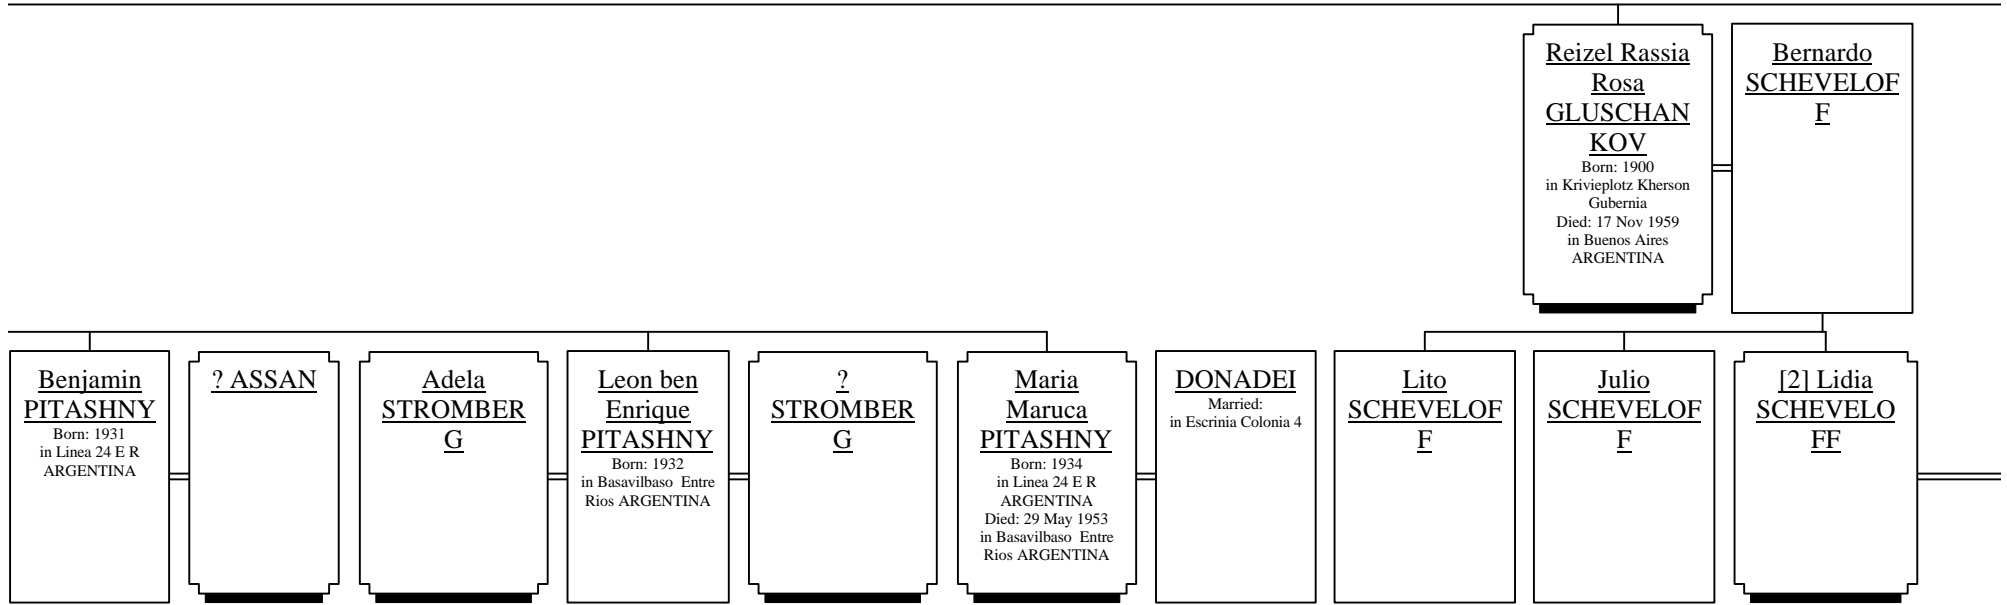 Reizel Rassia
Rosa
GLUSCHAN
KOV
Born: 1900
in Krivieplotz Kherson
Gubernia
Died: 17 Nov 1959
in Buenos Aires
ARGENTINA
Bernardo
SCHEVELOF
F
Benjamin
PITASHNY
Born: 1931
in Linea 24 E R
ARGENTINA
? ASSAN
Adela
STROMBER
G
Leon ben
Enrique
PITASHNY
Born: 1932
in Basavilbaso Entre
Rios ARGENTINA
?
STROMBER
G
Maria
Maruca
PITASHNY
Born: 1934
in Linea 24 E R
ARGENTINA
Died: 29 May 1953
in Basavilbaso Entre
Rios ARGENTINA
DONADEI
Married:
in Escrinia Colonia 4
Lito
SCHEVELOF
F
Julio
SCHEVELOF
F
[2] Lidia
SCHEVELO
FF